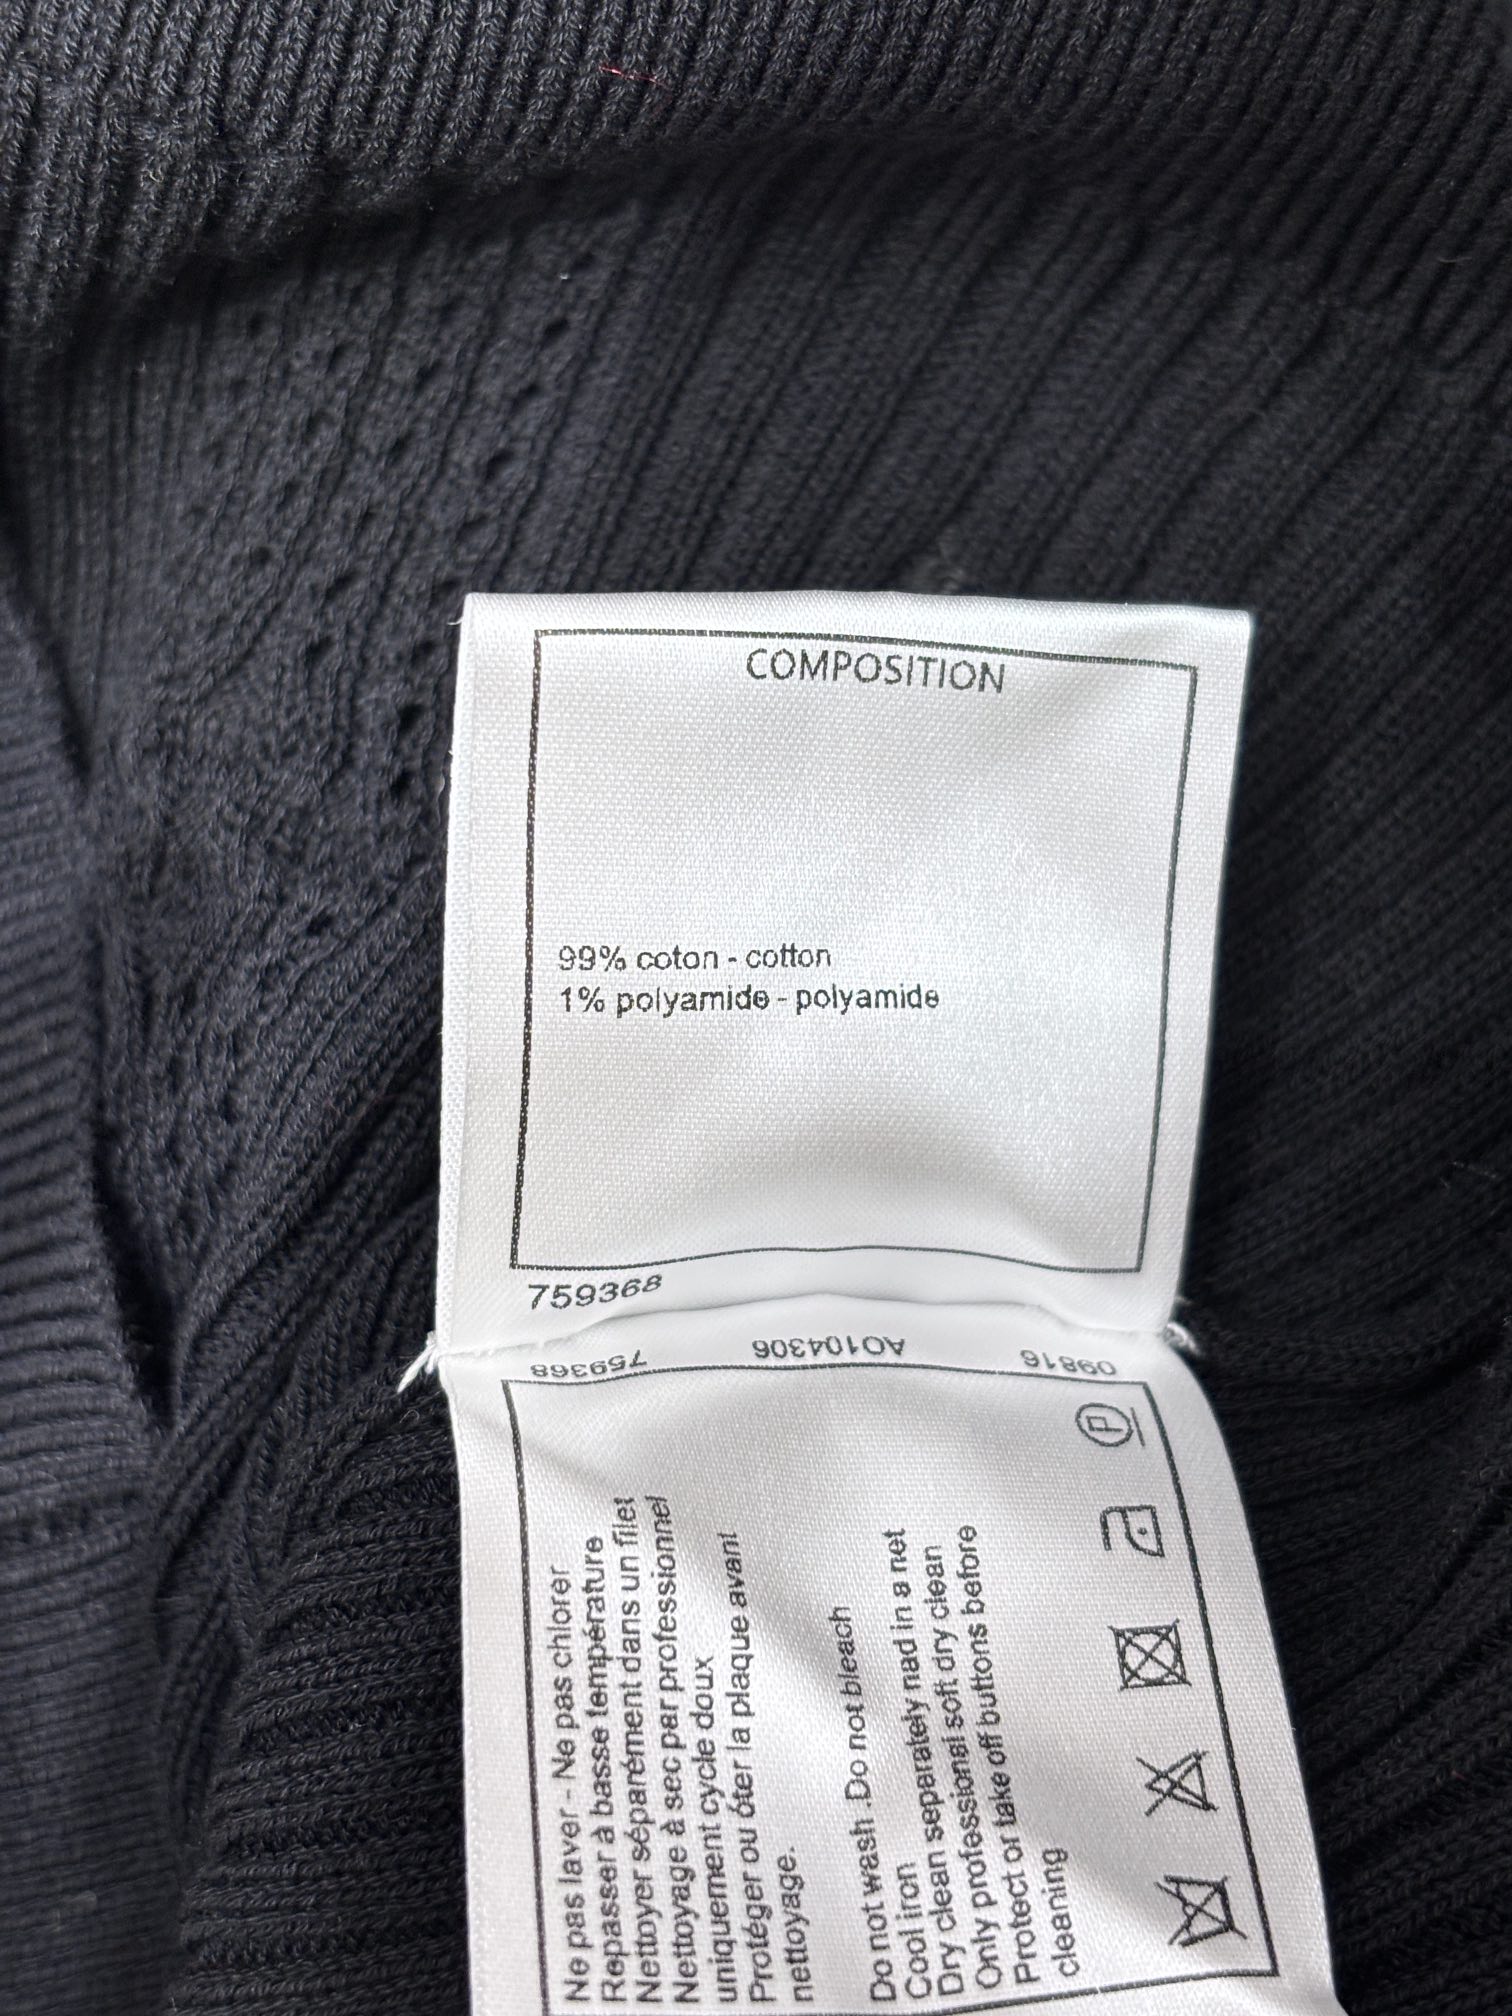 COMPOSITION
99% coton - cotton
1% polyamide - polyamide
759368
759368 AO104306 09816
Ne pas laver - Ne pas chlorer
Repasser à basse température
Nettoyer séparément dans un filet
Nettoyage à sec par professionnel
uniquement cycle doux
Protéger ou ôter la plaque avant
nettoyage.
Do not wash .Do not bleach
Cool iron
Dry clean separately nad in a net
Only professional soft dry clean
Protect or take off buttons before
cleaning
P